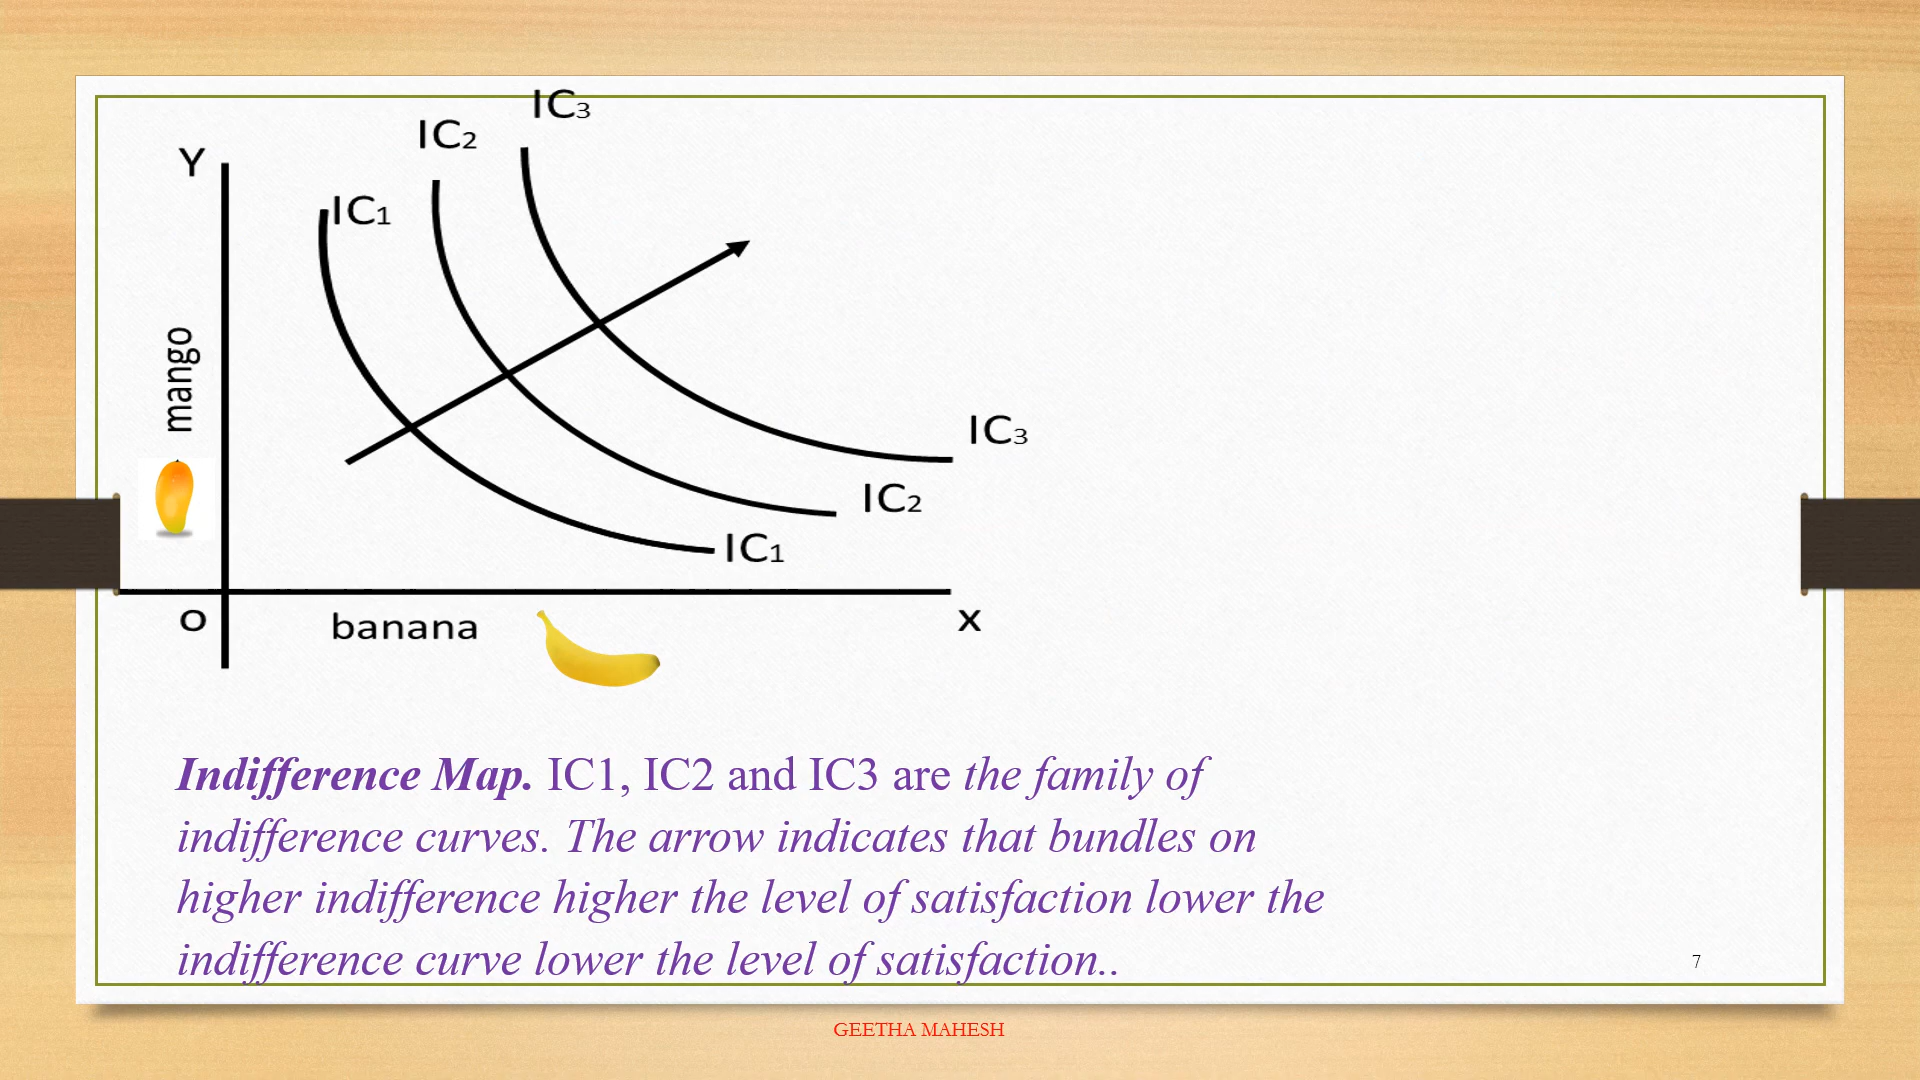 IC₃
IC₂
Y
IC₁
mango
IC₃
IC₂
IC₁
O
banana
X
Indifference Map. IC1, IC2 and IC3 are the family of
indifference curves. The arrow indicates that bundles on
higher indifference higher the level of satisfaction lower the
indifference curve lower the level of satisfaction..
7
GEETHA MAHESH